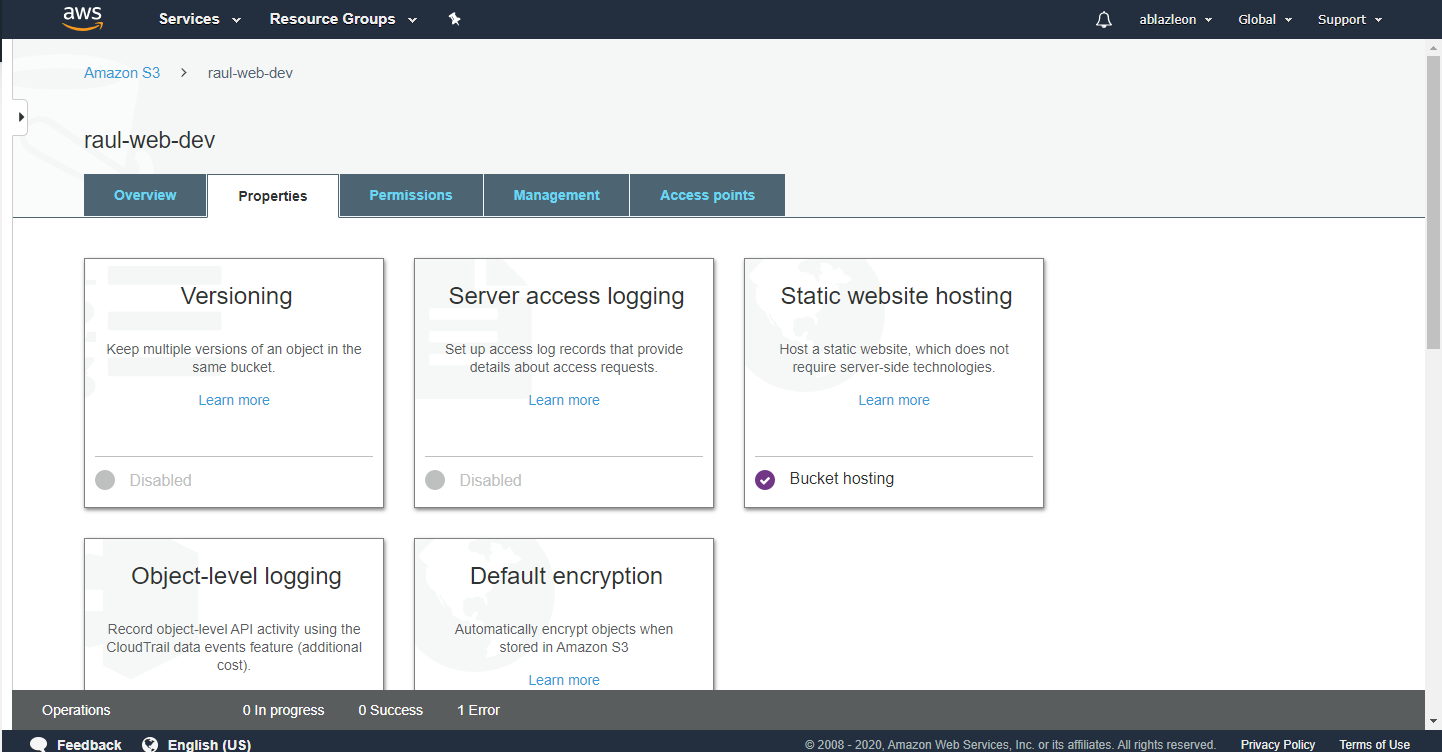 aws Services Resource Groups ablazleon Global Support
Amazon S3 > raul-web-dev
raul-web-dev
Overview Properties Permissions Management Access points
Versioning
Keep multiple versions of an object in the
same bucket.
Learn more
Disabled
Server access logging
Set up access log records that provide
details about access requests.
Learn more
Disabled
Static website hosting
Host a static website, which does not
require server-side technologies.
Learn more
Bucket hosting
Object-level logging
Record object-level API activity using the
CloudTrail data events feature (additional
cost).
Default encryption
Automatically encrypt objects when
stored in Amazon S3
Learn more
Operations 0 In progress 0 Success 1 Error
Feedback English (US) © 2008 - 2020, Amazon Web Services, Inc. or its affiliates. All rights reserved. Privacy Policy Terms of Use